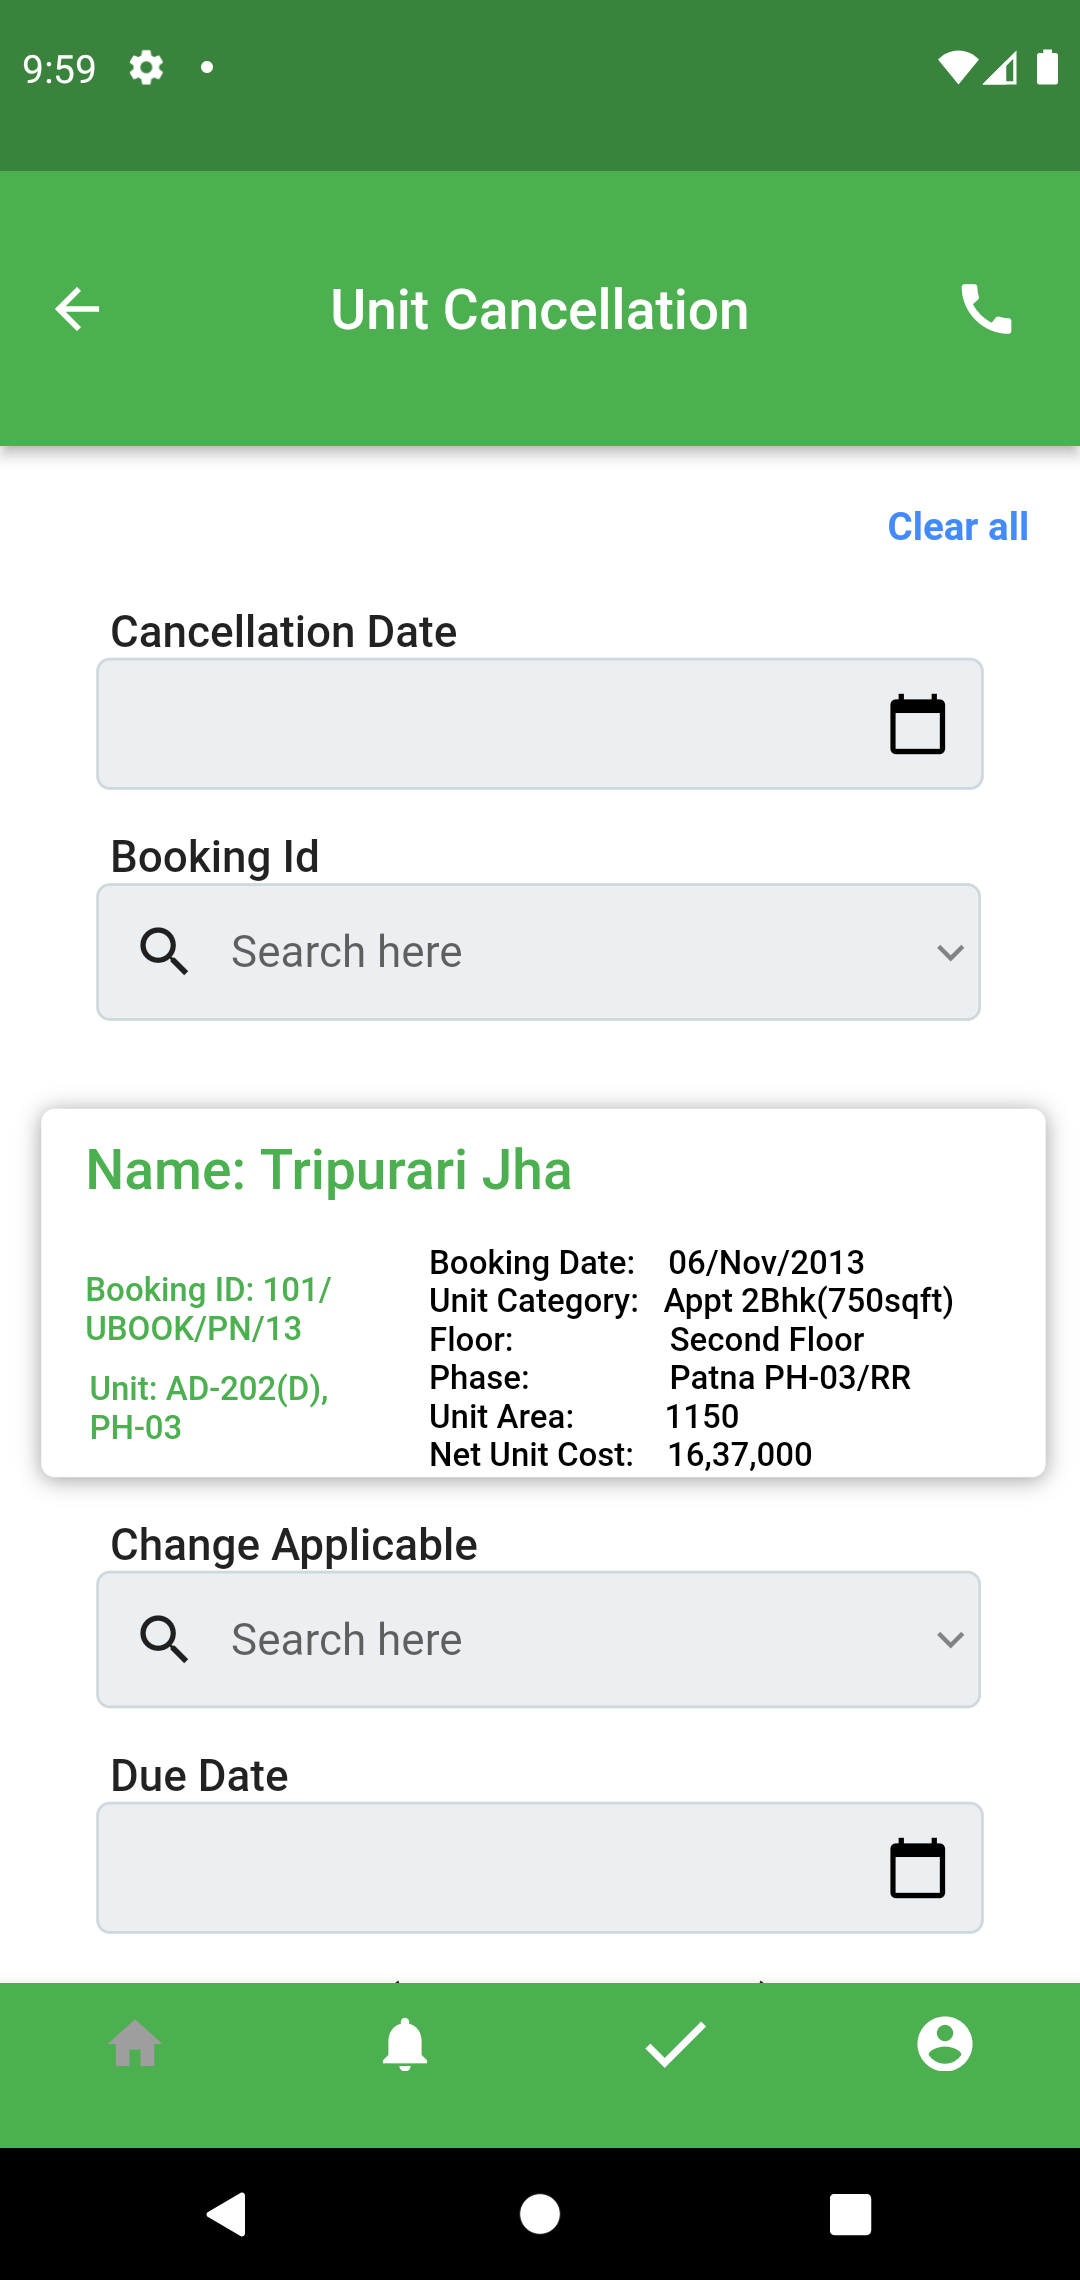 9:59
Unit Cancellation
Clear all
Cancellation Date
Booking Id
Search here
Name: Tripurari Jha
Booking ID: 101/
UBOOK/PN/13
Unit: AD-202(D),
PH-03
Booking Date: 06/Nov/2013
Unit Category: Appt 2Bhk(750sqft)
Floor: Second Floor
Phase: Patna PH-03/RR
Unit Area: 1150
Net Unit Cost: 16,37,000
Change Applicable
Search here
Due Date